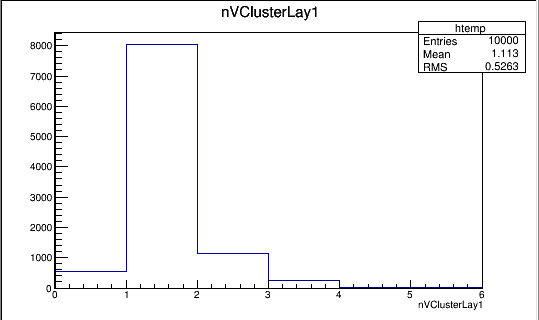 nVClusterLay1
htemp
Entries 10000
Mean 1.113
RMS 0.5263
8000
7000
6000
5000
4000
3000
2000
1000
0
0 1 2 3 4 5 6
nVClusterLay1